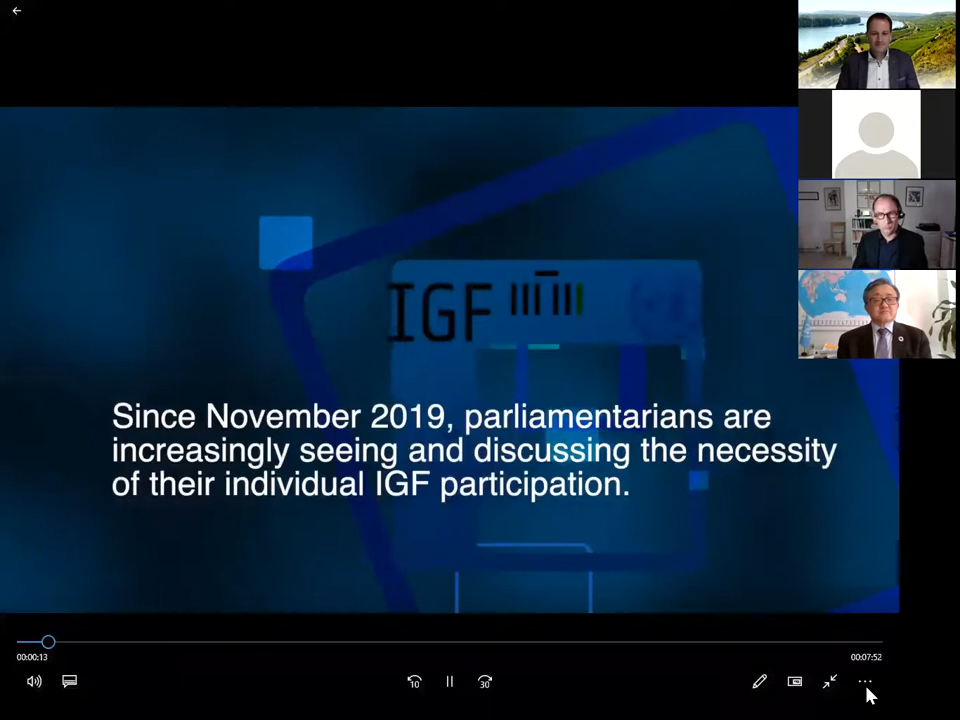 IGF
Since November 2019, parliamentarians are
increasingly seeing and discussing the necessity
of their individual IGF participation.
00:00:13
00:07:52
10
30